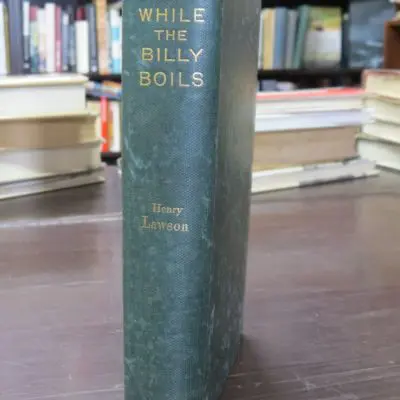 WHILE
THE
BILLY
BOILS
Henry
Lawson